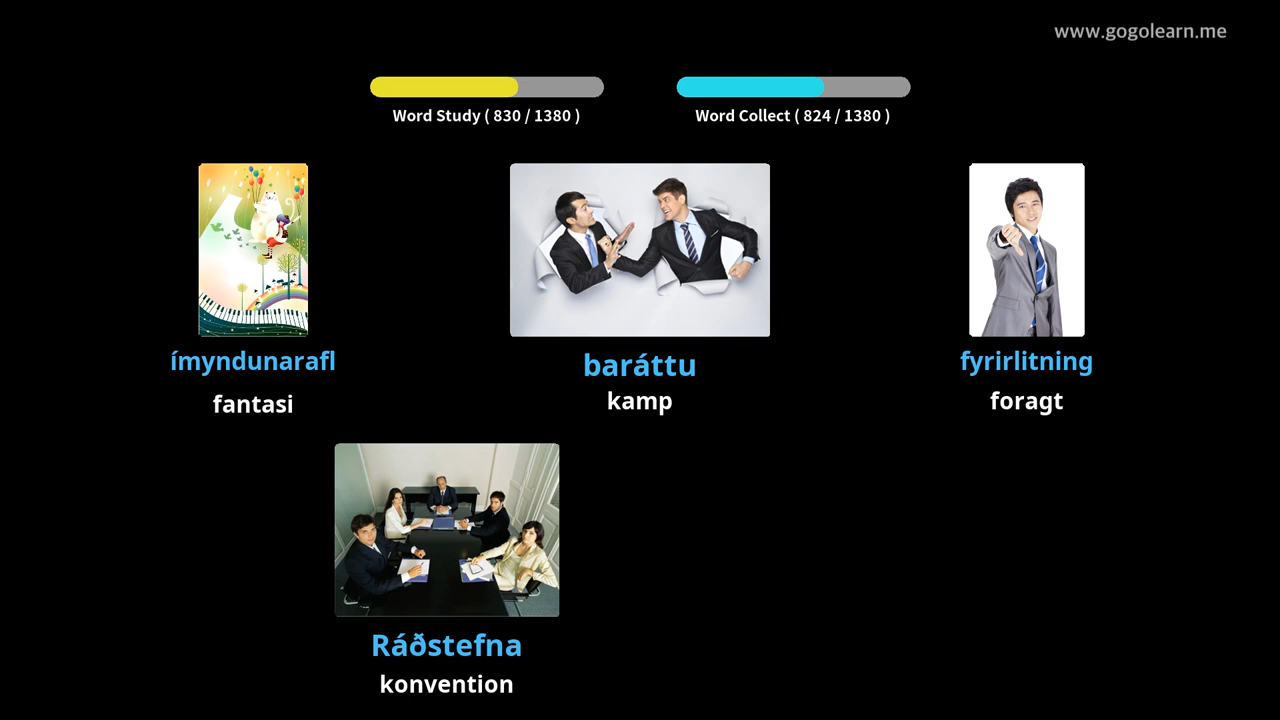 www.gogolearn.me
Word Study ( 830 / 1380 )
Word Collect ( 824 / 1380 )
ímyndunarafl
fantasi
baráttu
kamp
fyrirlitning
foragt
Ráðstefna
konvention